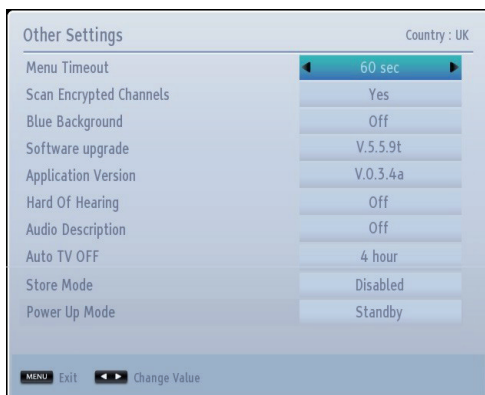 Other Settings Country : UK
Menu Timeout 60 sec
Scan Encrypted Channels Yes
Blue Background Off
Software upgrade V.5.5.9t
Application Version V.0.3.4a
Hard Of Hearing Off
Audio Description Off
Auto TV OFF 4 hour
Store Mode Disabled
Power Up Mode Standby
MENU Exit Change Value